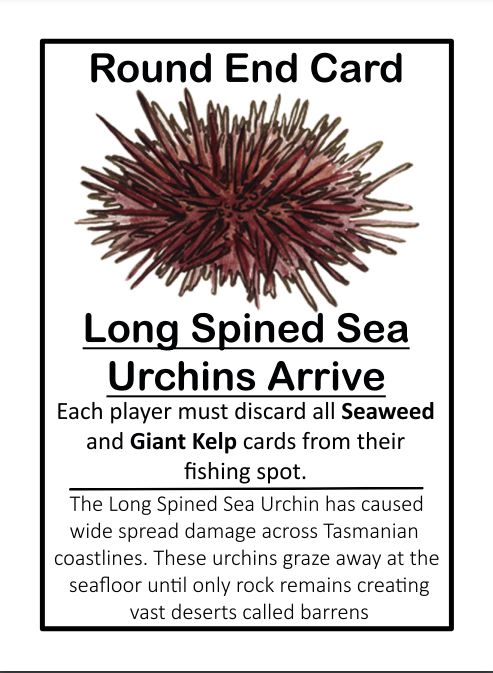 Round End Card
Long Spined Sea
Urchins Arrive
Each player must discard all Seaweed
and Giant Kelp cards from their
fishing spot.
The Long Spined Sea Urchin has caused
wide spread damage across Tasmanian
coastlines. These urchins graze away at the
seafloor until only rock remains creating
vast deserts called barrens